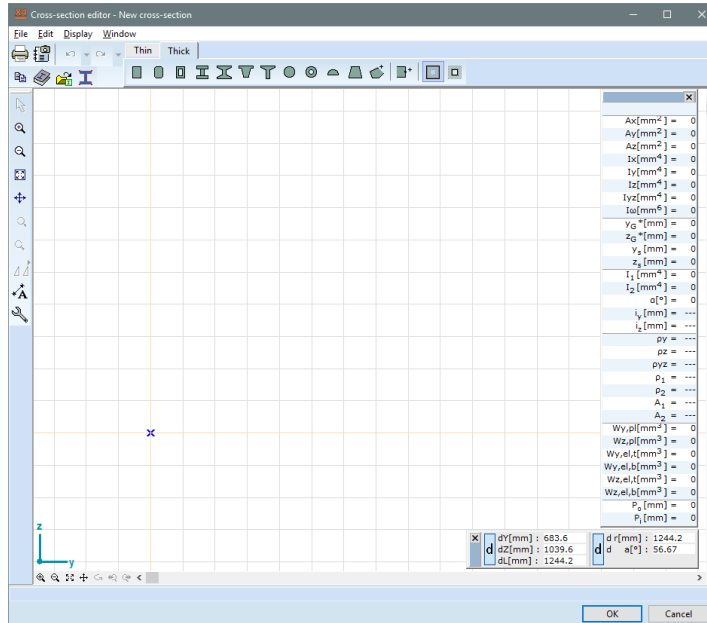 Cross-section editor - New cross-section
File Edit Display Window
Thin Thick
A
Ax[mm²] = 0
Ay[mm²] = 0
Az[mm²] = 0
Ix[mm⁴] = 0
Iy[mm⁴] = 0
Iz[mm⁴] = 0
Iyz[mm⁴] = 0
Iω[mm⁶] = 0
yG*[mm] = 0
zG*[mm] = 0
ys[mm] = 0
zs[mm] = 0
I1[mm⁴] = 0
I2[mm⁴] = 0
α[°] = 0
iy[mm] = ---
iz[mm] = ---
ρy = ---
ρz = ---
ρyz = ---
ρ1 = ---
ρ2 = ---
A1 = ---
A2 = ---
Wy,pl[mm³] = 0
Wz,pl[mm³] = 0
Wy,el,t[mm³] = 0
Wy,el,b[mm³] = 0
Wz,el,t[mm³] = 0
Wz,el,b[mm³] = 0
Po[mm] = 0
Pi[mm] = 0
z
y
d
dY[mm] : 683.6
dZ[mm] : 1039.6
dL[mm] : 1244.2
d
d r[mm] : 1244.2
d a[°] : 56.67
OK Cancel